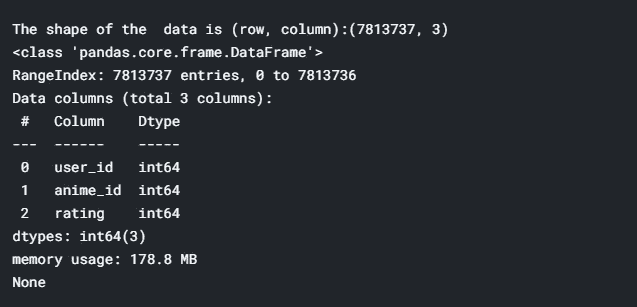 The shape of the  data is (row, column):(7813737, 3)
<class 'pandas.core.frame.DataFrame'>
RangeIndex: 7813737 entries, 0 to 7813736
Data columns (total 3 columns):
 #   Column    Dtype
---  ------    -----
 0   user_id   int64
 1   anime_id  int64
 2   rating    int64
dtypes: int64(3)
memory usage: 178.8 MB
None